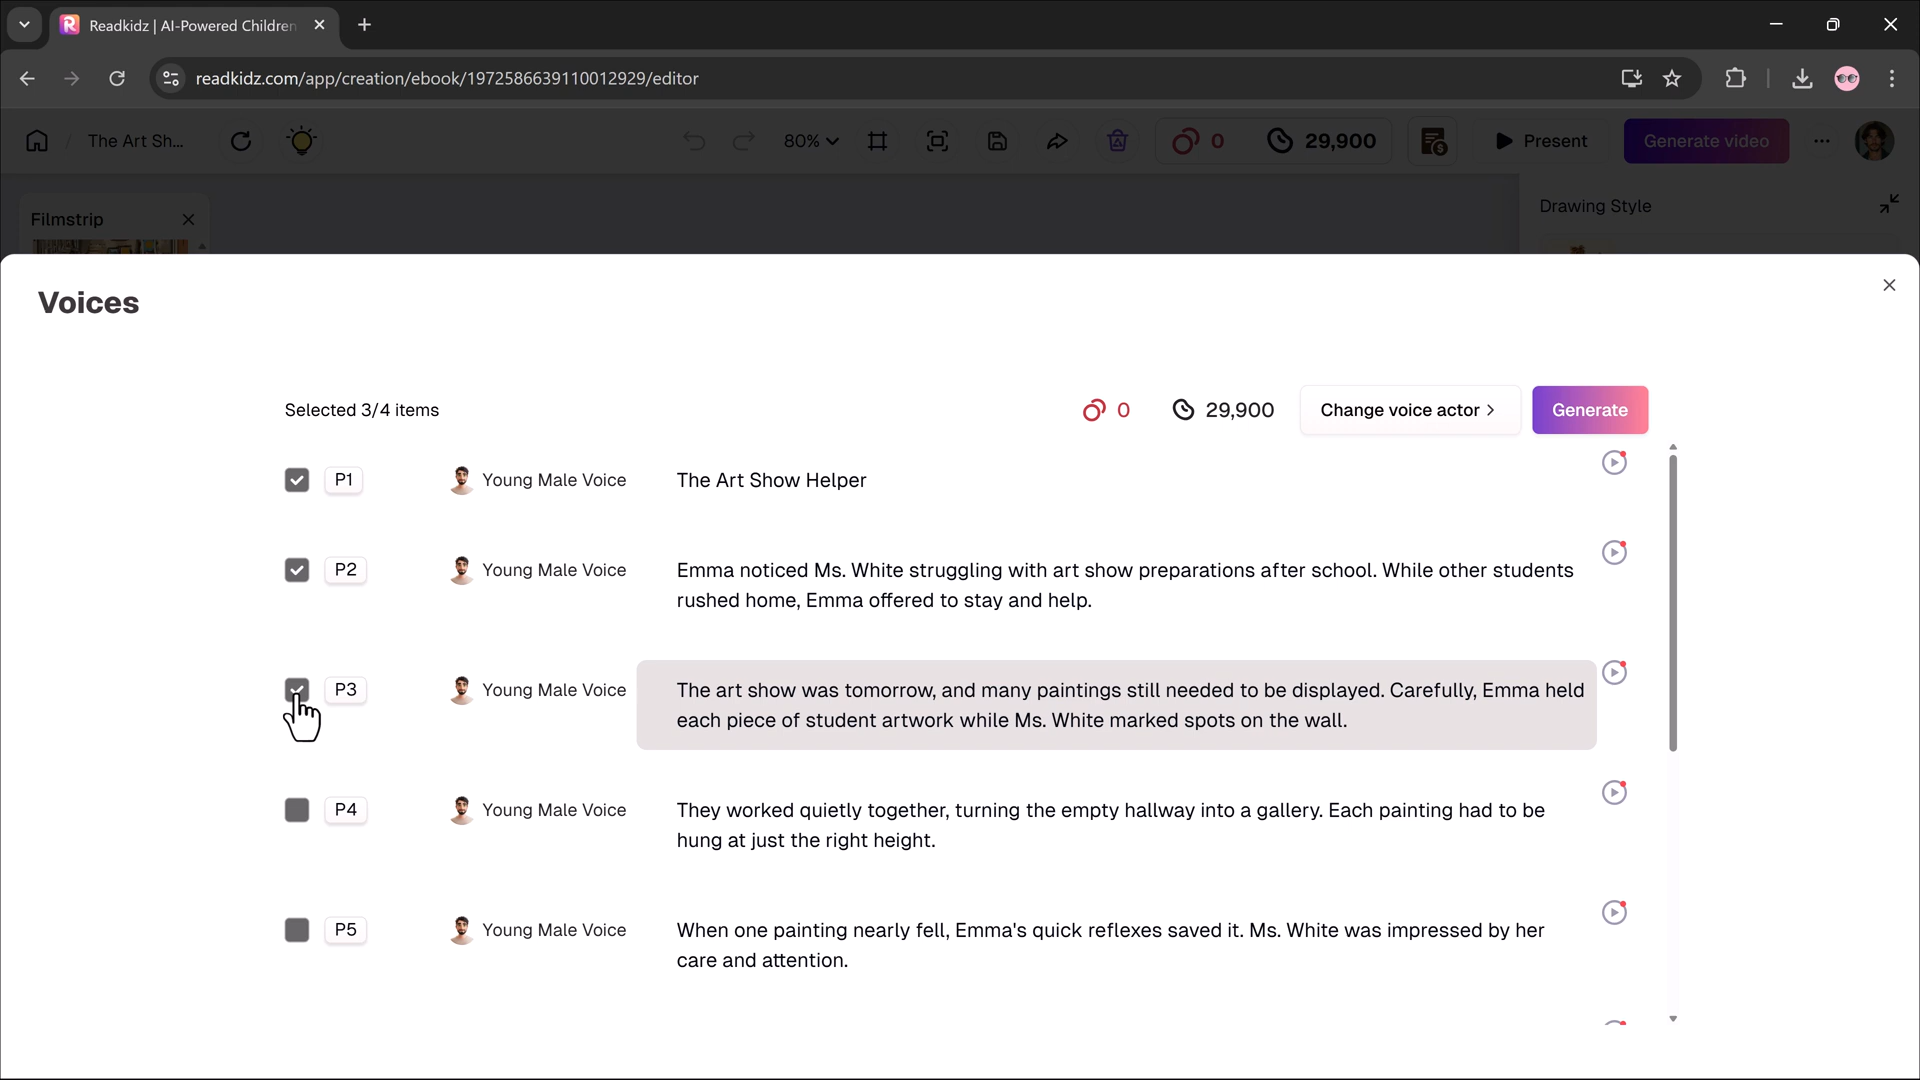 Readkidz | AI-Powered Children
readkidz.com/app/creation/ebook/1972586639110012929/editor
/ The Art Sh...
80%
0
29,900
Present
Generate video
Filmstrip
Drawing Style
Voices
Selected 3/4 items
0
29,900
Change voice actor
Generate
P1
Young Male Voice
The Art Show Helper
P2
Young Male Voice
Emma noticed Ms. White struggling with art show preparations after school. While other students
rushed home, Emma offered to stay and help.
P3
Young Male Voice
The art show was tomorrow, and many paintings still needed to be displayed. Carefully, Emma held
each piece of student artwork while Ms. White marked spots on the wall.
P4
Young Male Voice
They worked quietly together, turning the empty hallway into a gallery. Each painting had to be
hung at just the right height.
P5
Young Male Voice
When one painting nearly fell, Emma's quick reflexes saved it. Ms. White was impressed by her
care and attention.